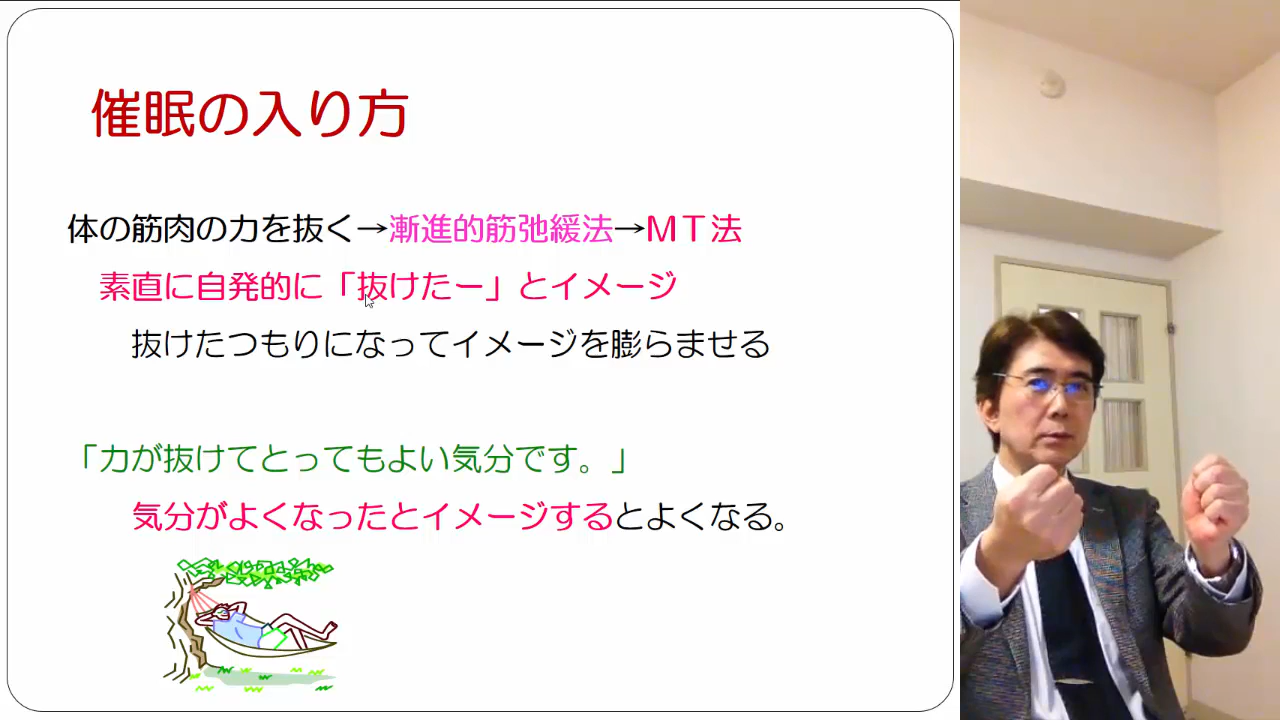 催眠の入り方
体の筋肉の力を抜く→漸進的筋弛緩法→ＭＴ法
素直に自発的に「抜けたー」とイメージ
抜けたつもりになってイメージを膨らませる
「力が抜けてとってもよい気分です。」
気分がよくなったとイメージするとよくなる。